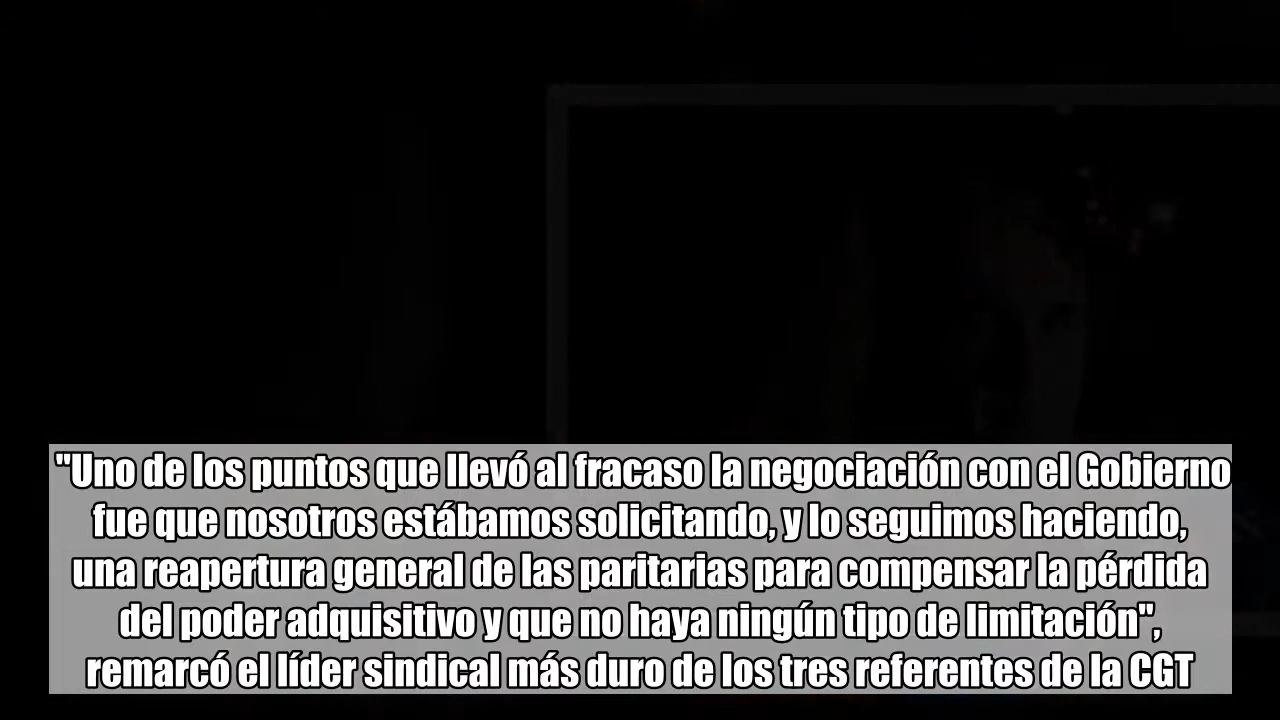 "Uno de los puntos que llevó al fracaso la negociación con el Gobierno
fue que nosotros estábamos solicitando, y lo seguimos haciendo,
una reapertura general de las paritarias para compensar la pérdida
del poder adquisitivo y que no haya ningún tipo de limitación",
remarcó el líder sindical más duro de los tres referentes de la CGT